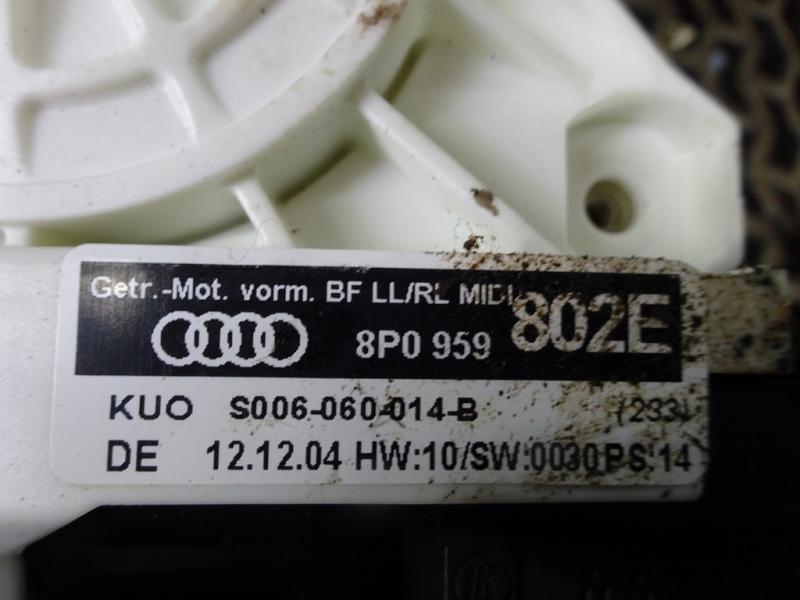 Getr.-Mot. vorm. BF LL/RL MIDI
8P0 959 802E
KUO S006-060-014-B (233)
DE 12.12.04 HW:10/SW:0030 PS:14